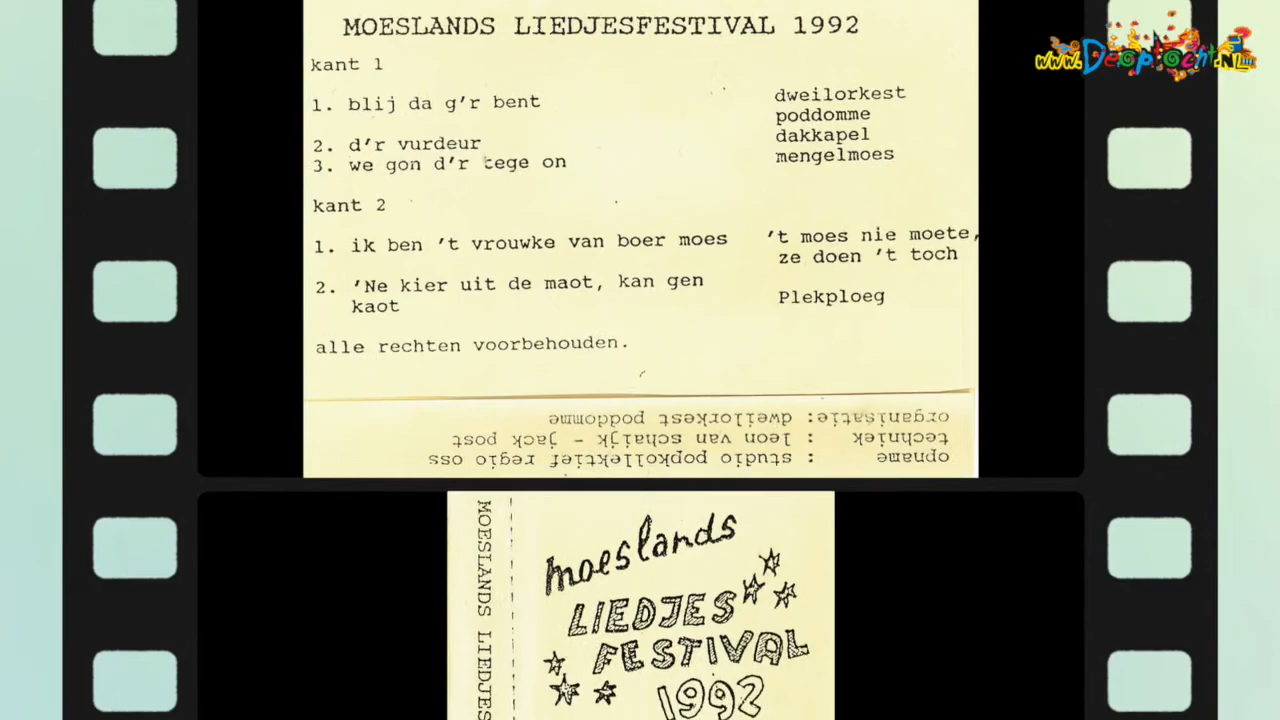 MOESLANDS LIEDJESFESTIVAL 1992
www.Deoptocht.NL
kant 1
1. blij da g'r bent dweilorkest
poddomme
2. d'r vurdeur dakkapel
3. we gon d'r tege on mengelmoes
kant 2
1. ik ben 't vrouwke van boer moes 't moes nie moete,
ze doen 't toch
2. 'Ne kier uit de maot, kan gen
kaot Plekploeg
alle rechten voorbehouden.
organisatie: dweilorkest poddomme
techniek : leon van schaijk - jack post
opname : studio popkollektief regio oss
MOESLANDS LIEDJES
moeslands
LIEDJES
FESTIVAL
1992